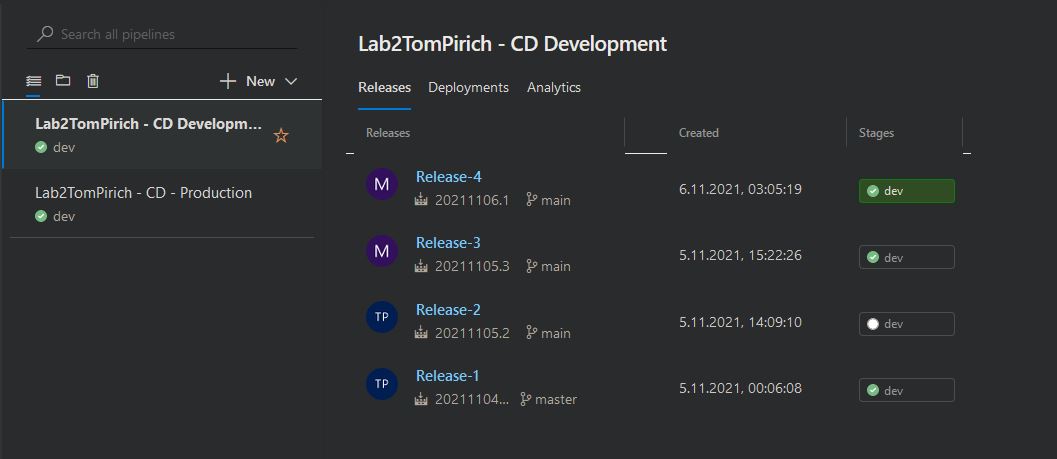 Search all pipelines
New
Lab2TomPirich - CD Developm...
dev
Lab2TomPirich - CD - Production
dev
Lab2TomPirich - CD Development
Releases Deployments Analytics
Releases Created Stages
M Release-4 6.11.2021, 03:05:19 dev
20211106.1 main
M Release-3 5.11.2021, 15:22:26 dev
20211105.3 main
TP Release-2 5.11.2021, 14:09:10 dev
20211105.2 main
TP Release-1 5.11.2021, 00:06:08 dev
20211104... master